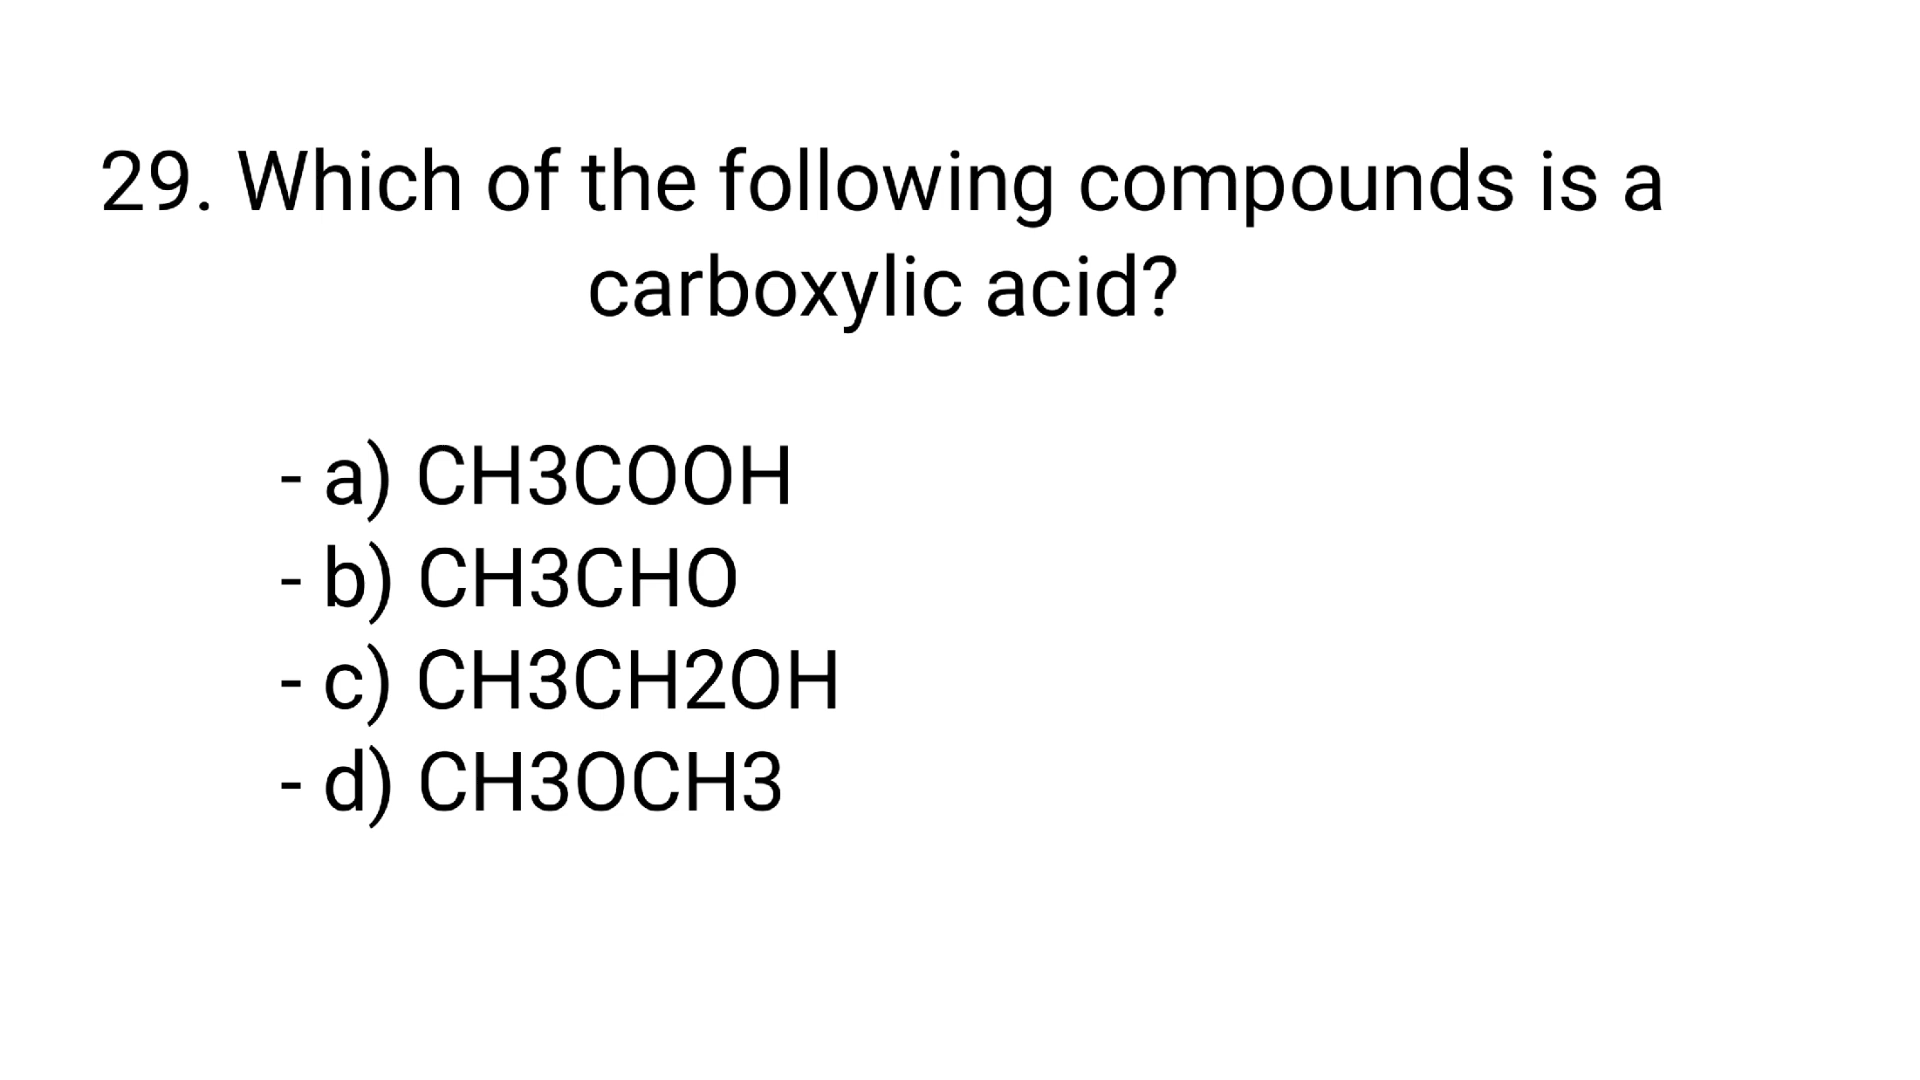 29. Which of the following compounds is a
carboxylic acid?
- a) CH3COOH
- b) CH3CHO
- c) CH3CH2OH
- d) CH3OCH3